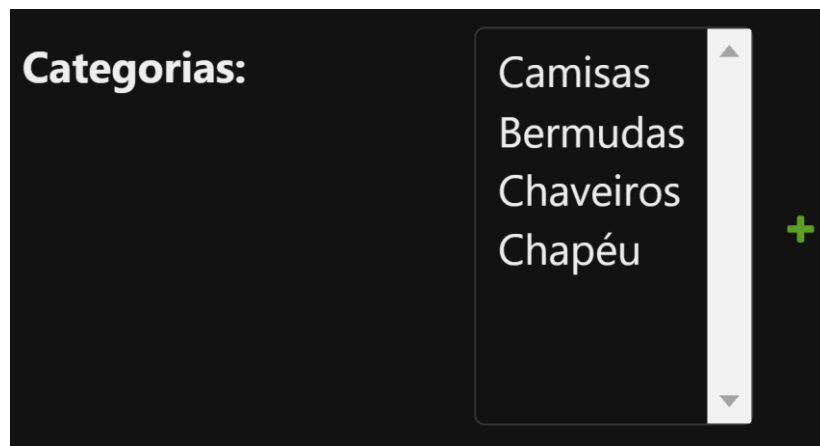 Categorias:
Camisas
Bermudas
Chaveiros
Chapéu